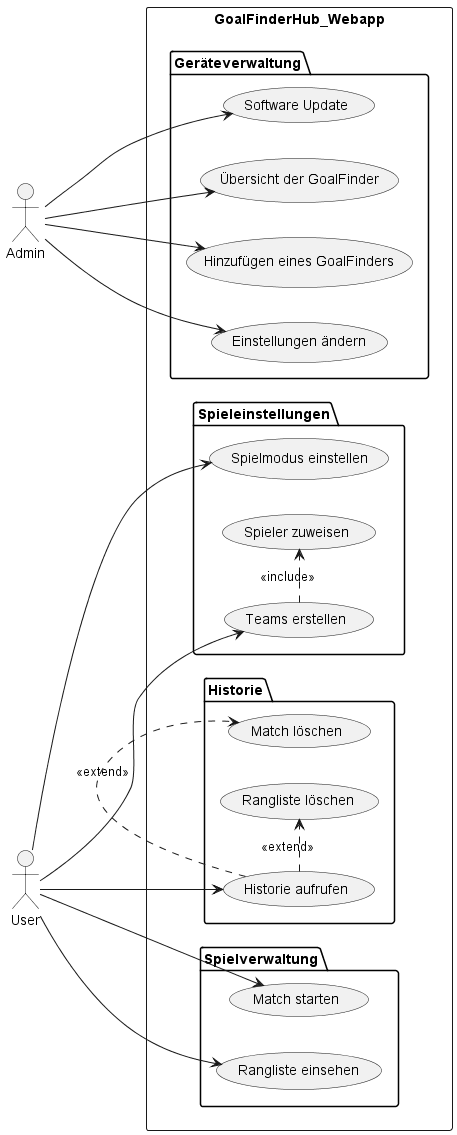 GoalFinderHub_Webapp
Geräteverwaltung
Software Update
Übersicht der GoalFinder
Hinzufügen eines GoalFinders
Einstellungen ändern
Admin
Spieleinstellungen
Spielmodus einstellen
Spieler zuweisen
«include»
Teams erstellen
Historie
Match löschen
«extend»
Rangliste löschen
«extend»
Historie aufrufen
User
Spielverwaltung
Match starten
Rangliste einsehen